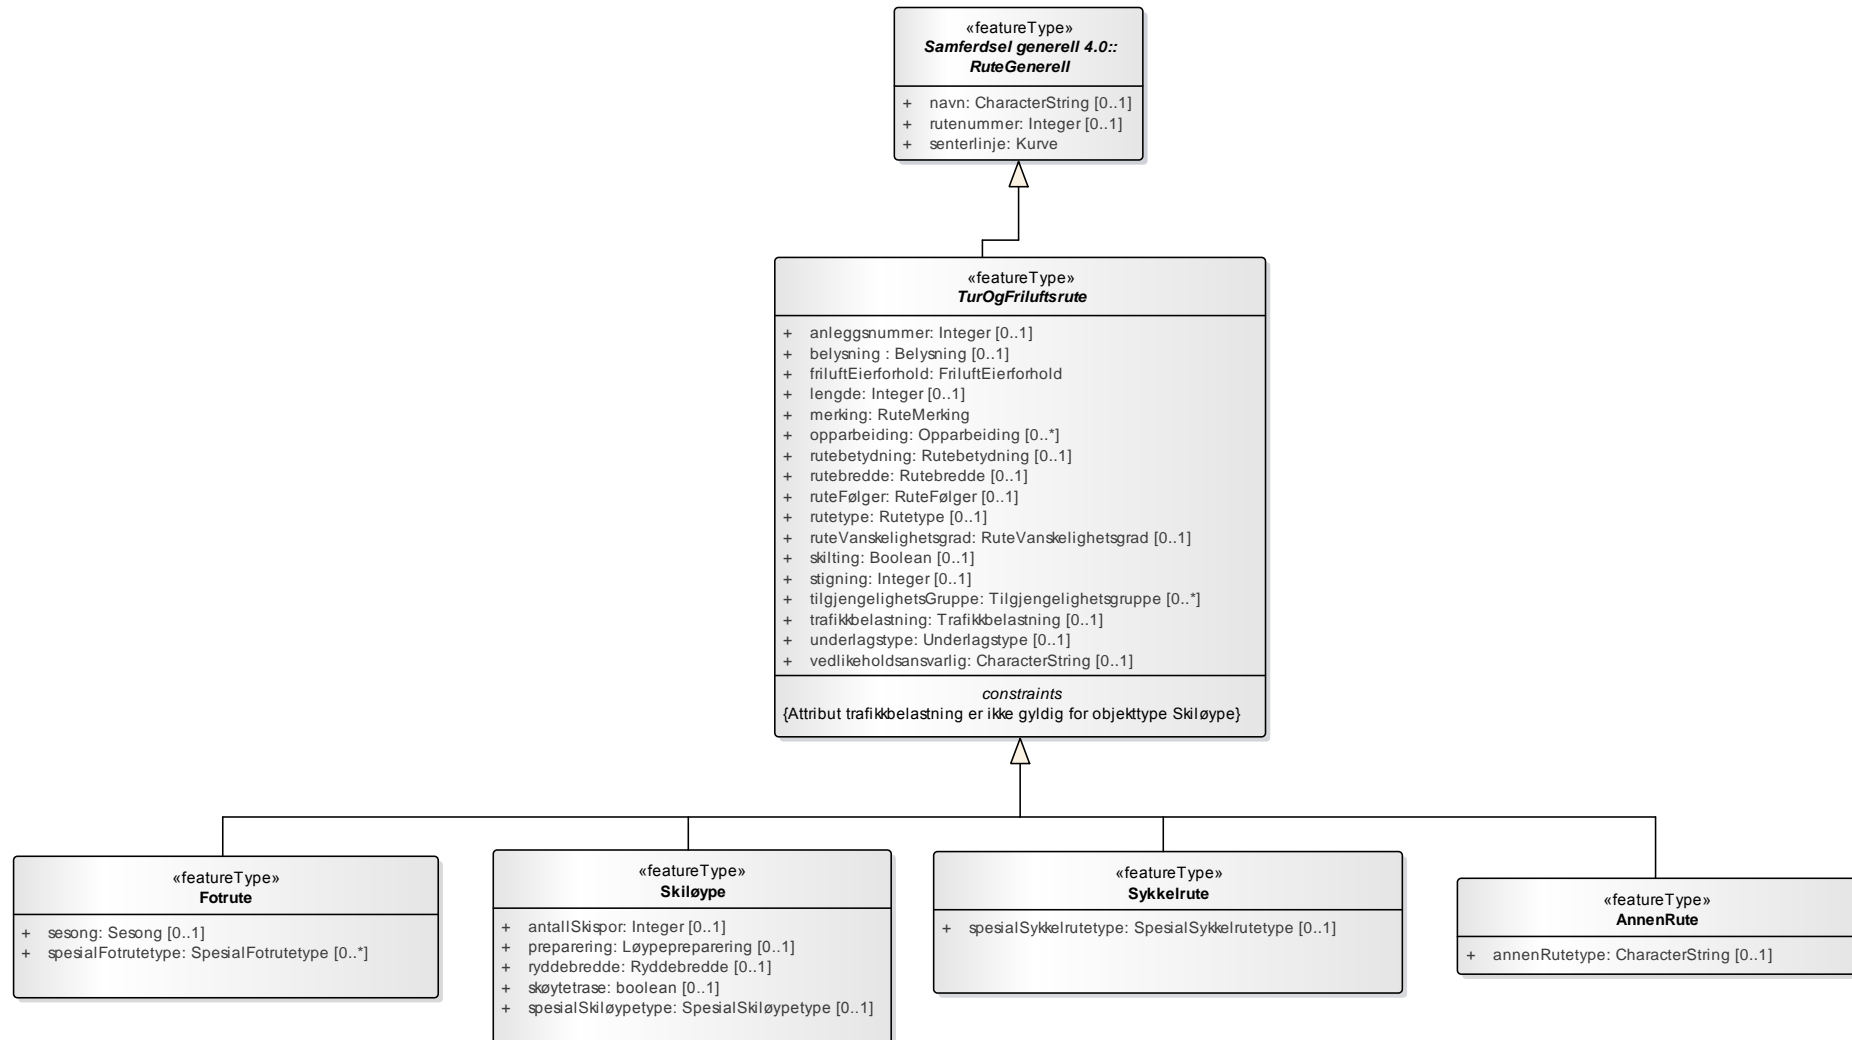 «featureType»
Samferdsel generell 4.0::
RuteGenerell
+ navn: CharacterString [0..1]
+ rutenummer: Integer [0..1]
+ senterlinje: Kurve
«featureType»
TurOgFriluftsrute
+ anleggsnummer: Integer [0..1]
+ belysning : Belysning [0..1]
+ friluftEierforhold: FriluftEierforhold
+ lengde: Integer [0..1]
+ merking: RuteMerking
+ opparbeiding: Opparbeiding [0..*]
+ rutebetydning: Rutebetydning [0..1]
+ rutebredde: Rutebredde [0..1]
+ ruteFølger: RuteFølger [0..1]
+ rutetype: Rutetype [0..1]
+ ruteVanskelighetsgrad: RuteVanskelighetsgrad [0..1]
+ skilting: Boolean [0..1]
+ stigning: Integer [0..1]
+ tilgjengelighetsGruppe: Tilgjengelighetsgruppe [0..*]
+ trafikkbelastning: Trafikkbelastning [0..1]
+ underlagstype: Underlagstype [0..1]
+ vedlikeholdsansvarlig: CharacterString [0..1]
constraints
{Attribut trafikkbelastning er ikke gyldig for objekttype Skiløype}
«featureType»
Fotrute
+ sesong: Sesong [0..1]
+ spesialFotrutetype: SpesialFotrutetype [0..*]
«featureType»
Skiløype
+ antallSkispor: Integer [0..1]
+ preparering: Løypepreparering [0..1]
+ ryddebredde: Ryddebredde [0..1]
+ skøytetrase: boolean [0..1]
+ spesialSkiløypetype: SpesialSkiløypetype [0..1]
«featureType»
Sykkelrute
+ spesialSykkelrutetype: SpesialSykkelrutetype [0..1]
«featureType»
AnnenRute
+ annenRutetype: CharacterString [0..1]